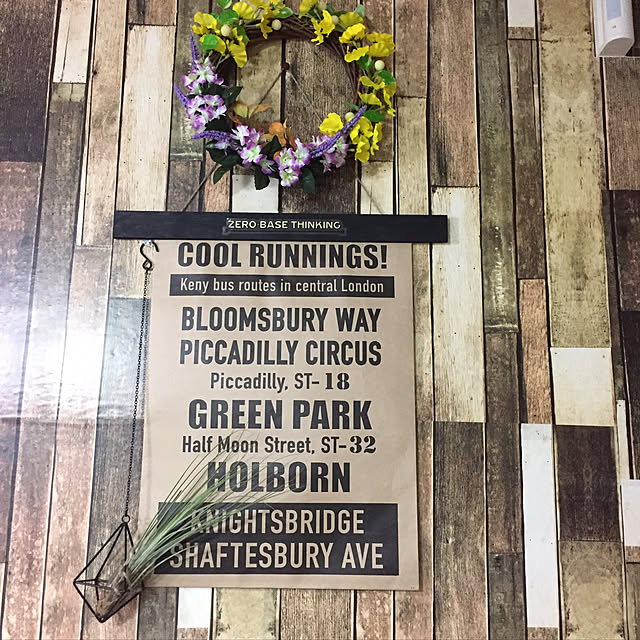 ZERO BASE THINKING
COOL RUNNINGS!
Keny bus routes in central London
BLOOMSBURY WAY
PICCADILLY CIRCUS
Piccadilly, ST-18
GREEN PARK
Half Moon Street, ST-32
HOLBORN
KNIGHTSBRIDGE
SHAFTESBURY AVE